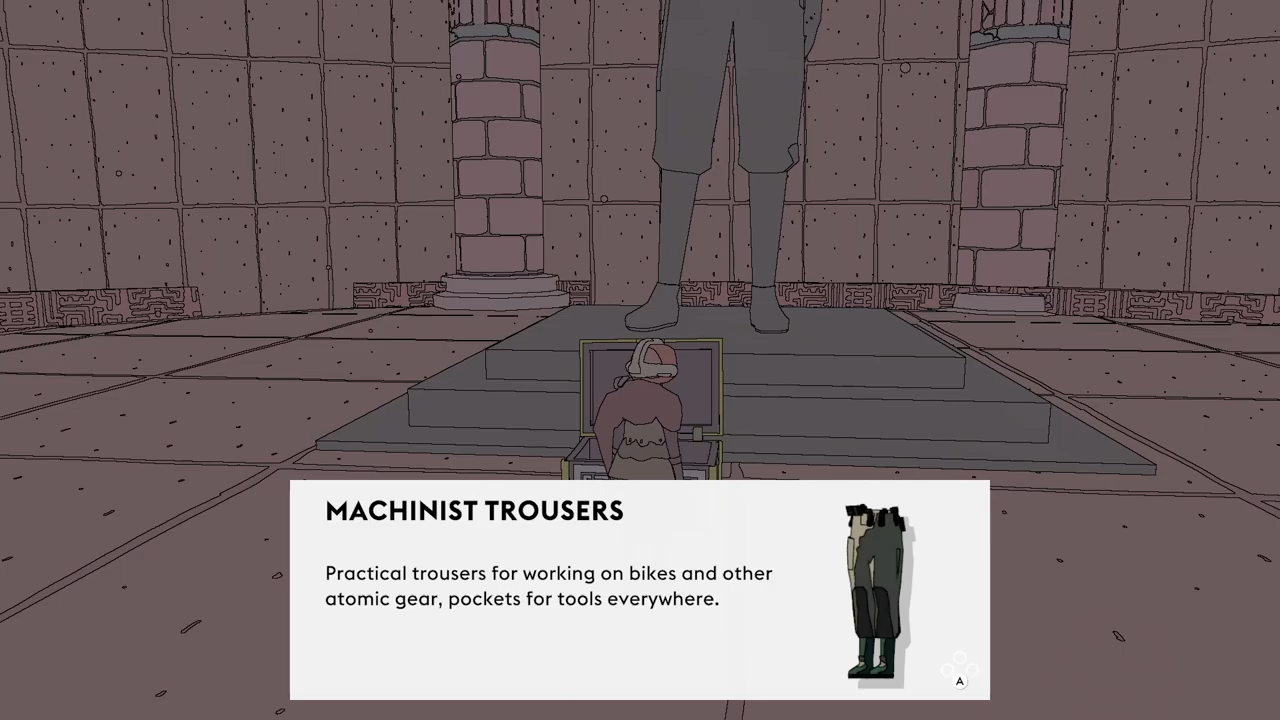 MACHINIST TROUSERS
Practical trousers for working on bikes and other
atomic gear, pockets for tools everywhere.
A